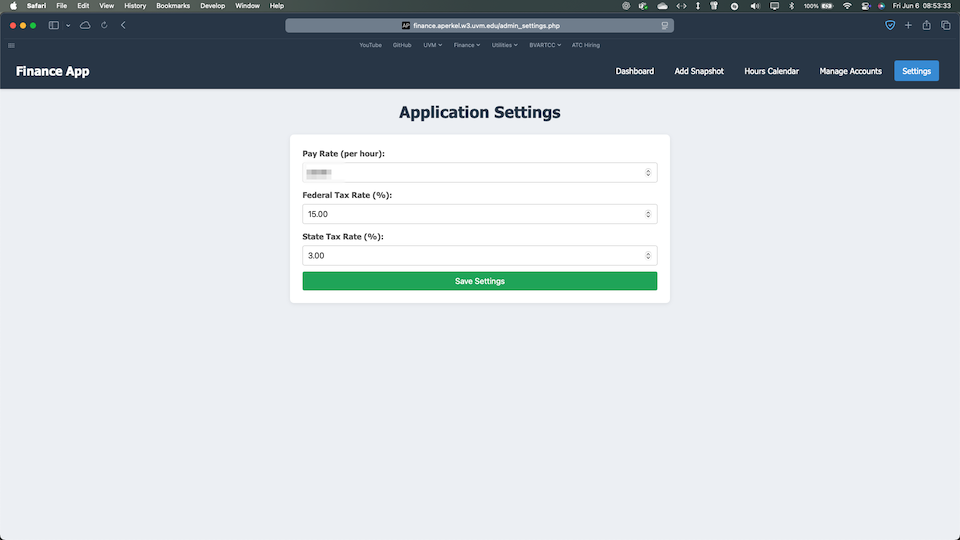 Safari File Edit View History Bookmarks Develop Window Help 100% Fri Jun 6 08:53:33
AP finance.aperkel.w3.uvm.edu/admin_settings.php
YouTube GitHub UVM Finance Utilities BVARTCC ATC Hiring
Finance App Dashboard Add Snapshot Hours Calendar Manage Accounts Settings
Application Settings
Pay Rate (per hour):
Federal Tax Rate (%):
15.00
State Tax Rate (%):
3.00
Save Settings